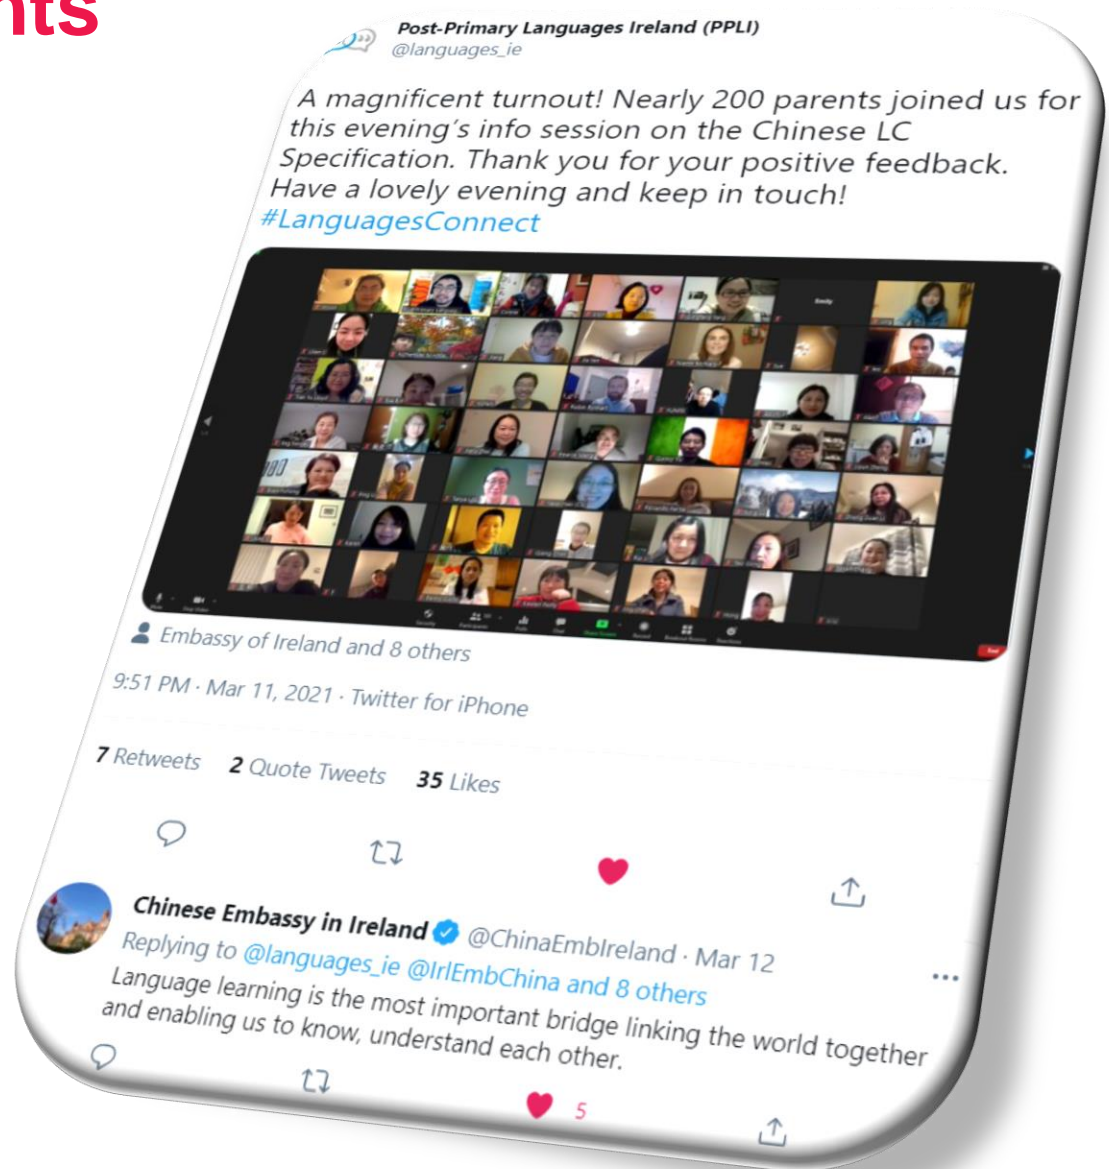 nts
Post-Primary Languages Ireland (PPLI)
@languages_ie
A magnificent turnout! Nearly 200 parents joined us for
this evening's info session on the Chinese LC
Specification. Thank you for your positive feedback.
Have a lovely evening and keep in touch!
#LanguagesConnect
Emily
Embassy of Ireland and 8 others
9:51 PM · Mar 11, 2021 · Twitter for iPhone
7 Retweets 2 Quote Tweets 35 Likes
Chinese Embassy in Ireland @ChinaEmbIreland · Mar 12
Replying to @languages_ie @IrlEmbChina and 8 others
Language learning is the most important bridge linking the world together
and enabling us to know, understand each other.
5